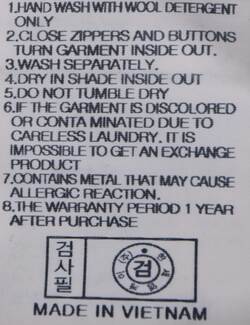 1.HAND WASH WITH WOOL DETERGENT
ONLY
2.CLOSE ZIPPERS AND BUTTONS
TURN GARMENT INSIDE OUT.
3.WASH SEPARATELY.
4.DRY IN SHADE INSIDE OUT
5.DO NOT TUMBLE DRY
6.IF THE GARMENT IS DISCOLORED
OR CONTA MINATED DUE TO
CARELESS LAUNDRY. IT IS
IMPOSSIBLE TO GET AN EXCHANGE
PRODUCT
7.CONTAINS METAL THAT MAY CAUSE
ALLERGIC REACTION.
8.THE WARRANTY PERIOD 1 YEAR
AFTER PURCHASE
검사필
검
MADE IN VIETNAM